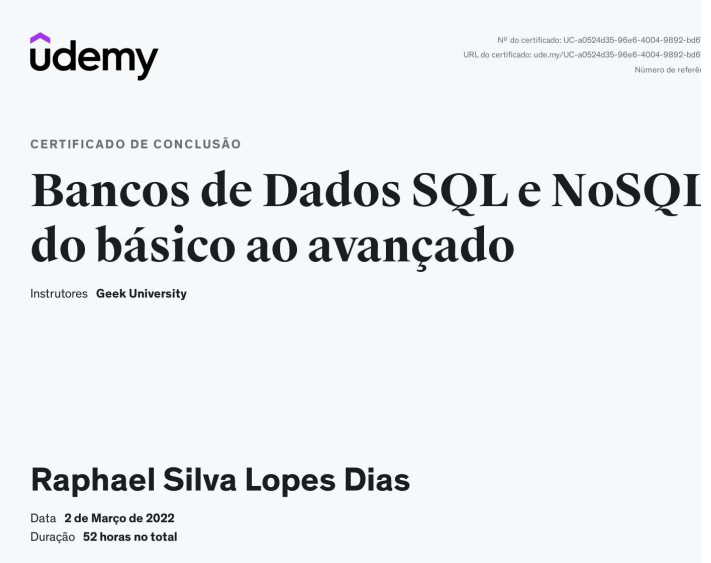 udemy
Nº do certificado: UC-a0524d35-96e6-4004-9892-bd6
URL do certificado: ude.my/UC-a0524d35-96e6-4004-9892-bd6
Número de
CERTIFICADO DE CONCLUSÃO
Bancos de Dados SQL e NoSQL
do básico ao avançado
Instrutores Geek University
Raphael Silva Lopes Dias
Data 2 de Março de 2022
Duração 52 horas no total